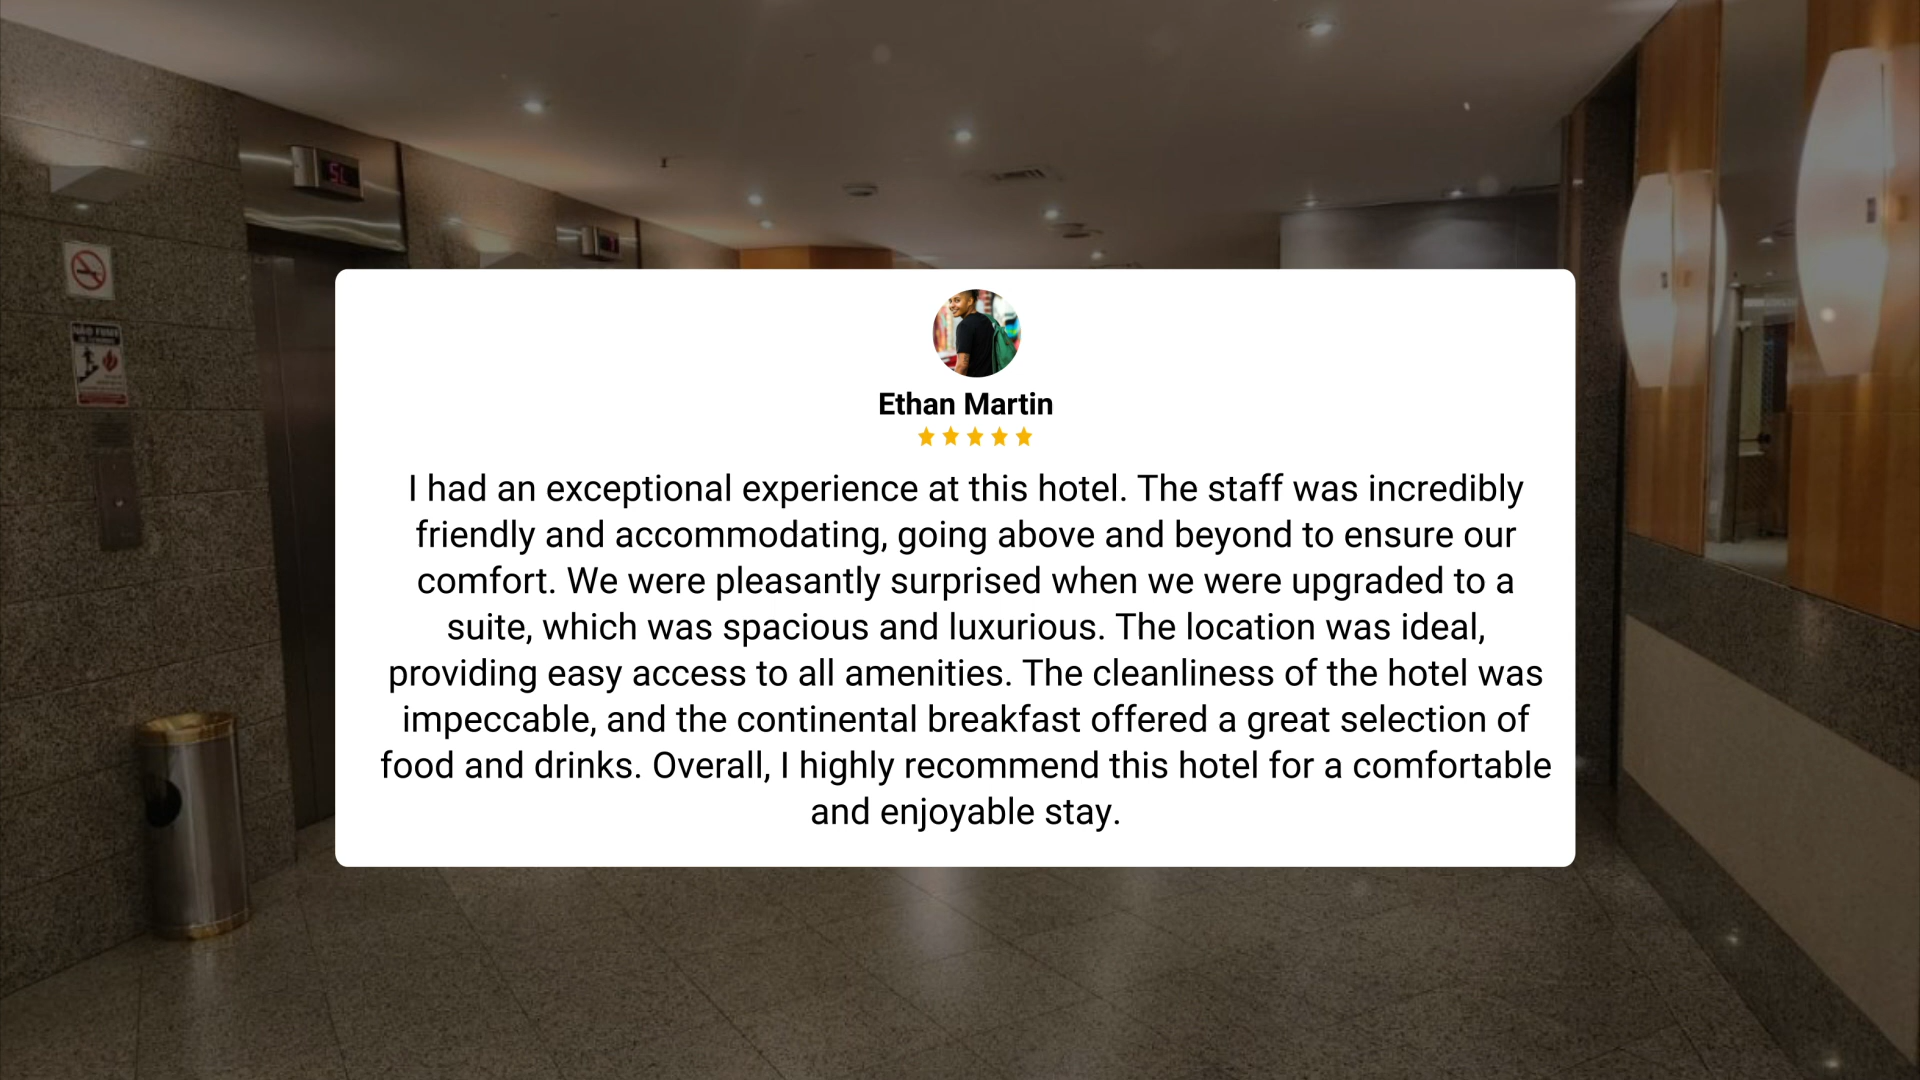 SL
NÃO FUME
Ethan Martin
I had an exceptional experience at this hotel. The staff was incredibly
friendly and accommodating, going above and beyond to ensure our
comfort. We were pleasantly surprised when we were upgraded to a
suite, which was spacious and luxurious. The location was ideal,
providing easy access to all amenities. The cleanliness of the hotel was
impeccable, and the continental breakfast offered a great selection of
food and drinks. Overall, I highly recommend this hotel for a comfortable
and enjoyable stay.